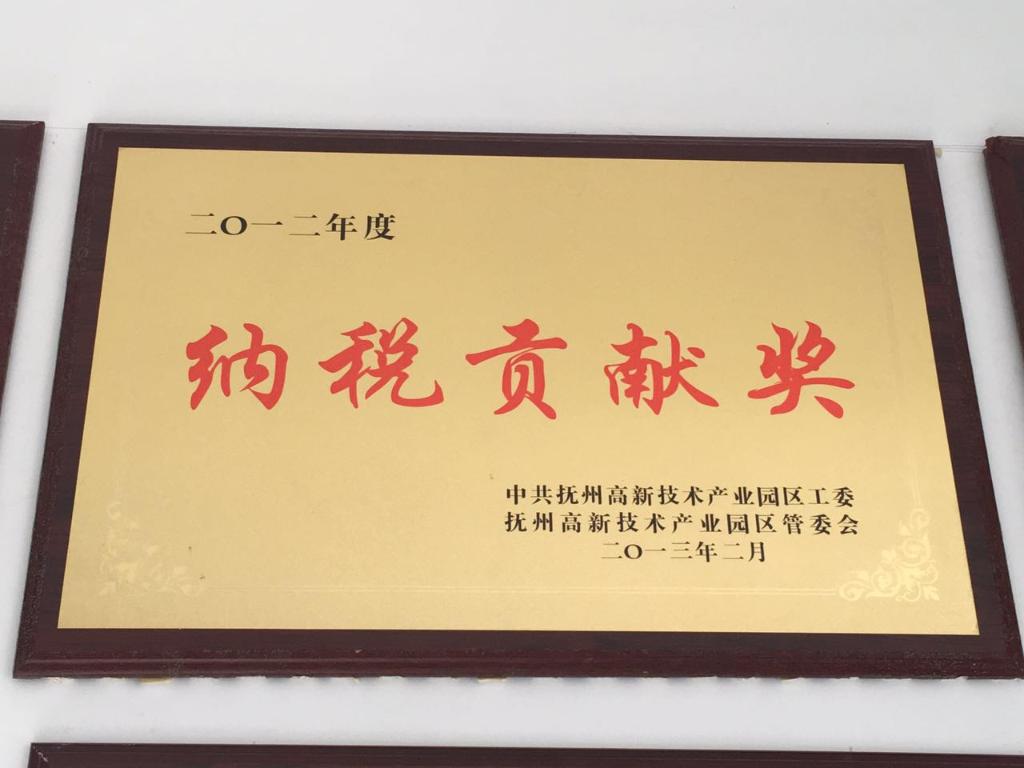 二〇一二年度
纳税贡献奖
中共抚州高新技术产业园区工委
抚州高新技术产业园区管委会
二〇一三年二月